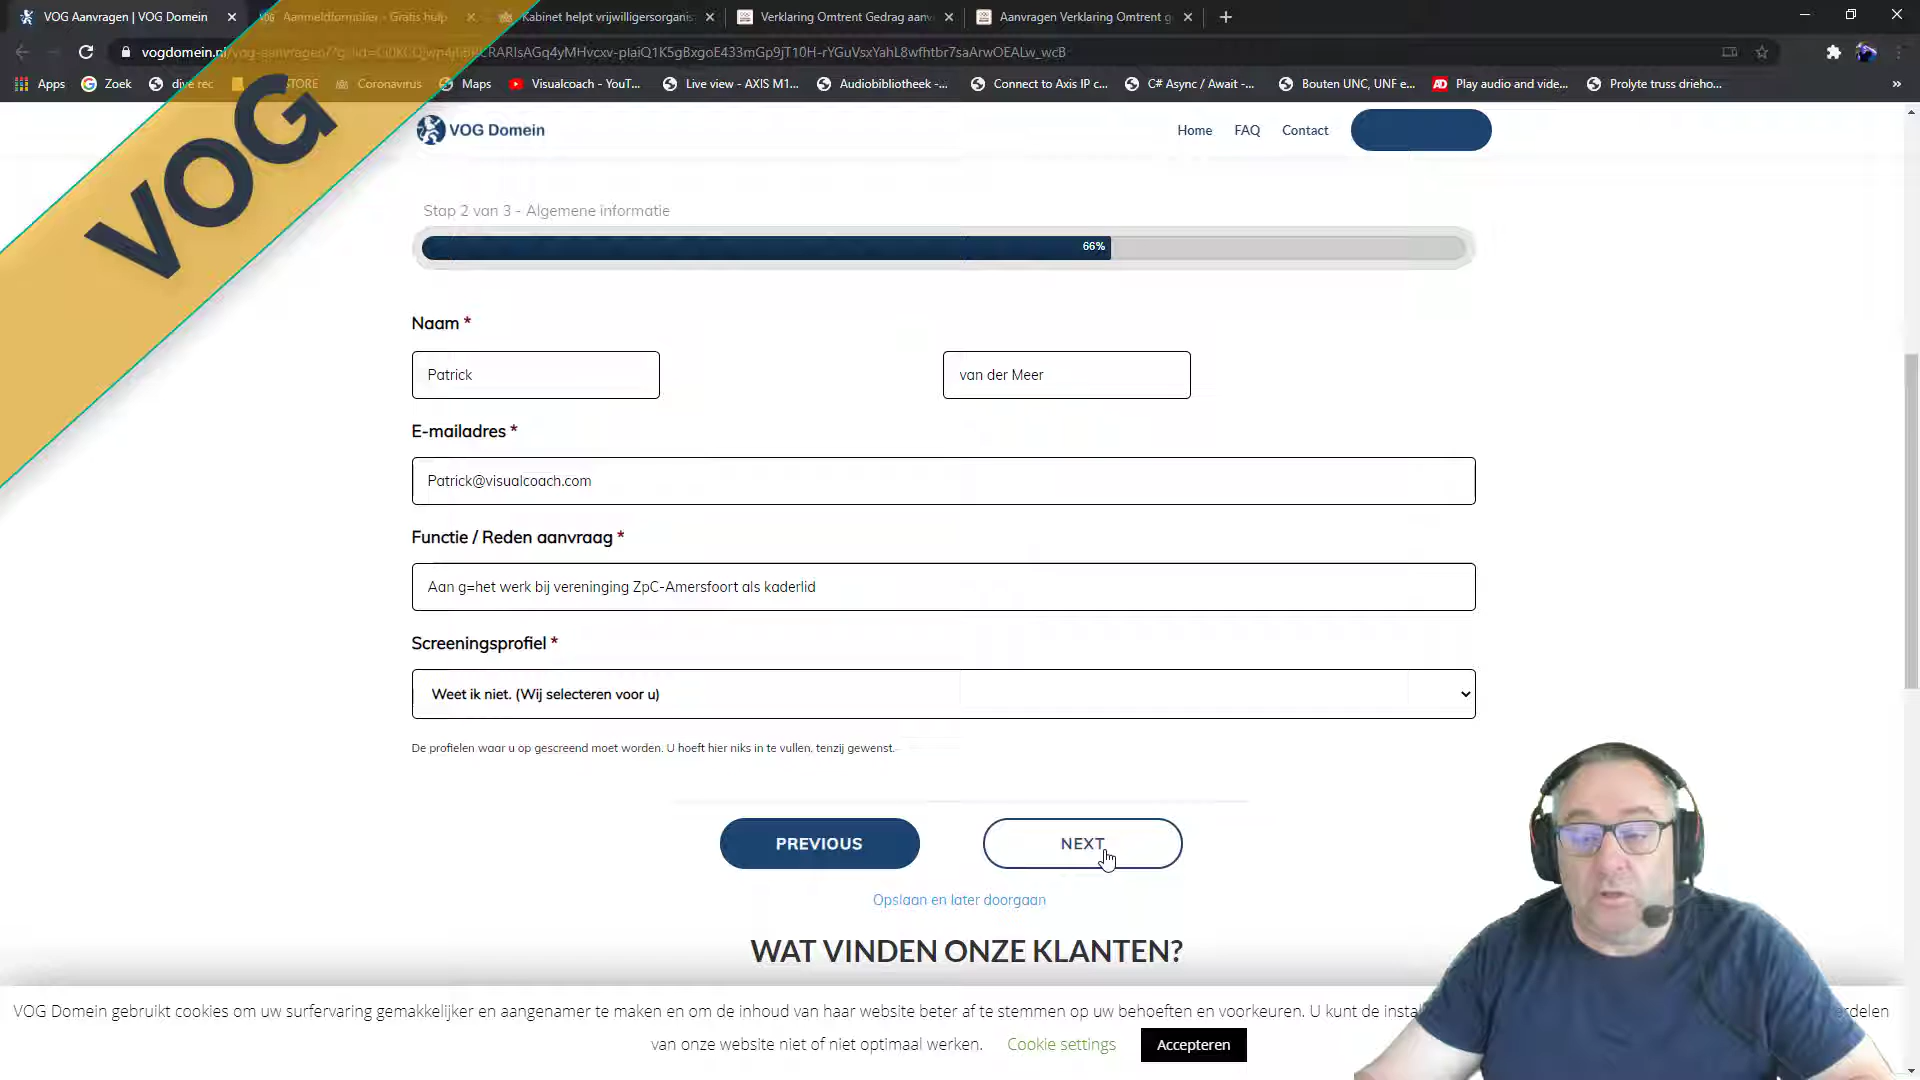 VOG Aanvragen | VOG Domein
Aanmeldformulier - Gratis hulp
Kabinet helpt vrijwilligersorganis
Verklaring Omtrent Gedrag aanv
Aanvragen Verklaring Omtrent g
Apps
Zoek
dive rec
STORE
Coronavirus
Maps
Visualcoach - YouT...
Live view - AXIS M1...
Audiobibliotheek -...
Connect to Axis IP c...
C# Async / Await -...
Bouten UNC, UNF e...
Play audio and vide...
Prolyte truss drieho...
VOG
VOG Domein
Home
FAQ
Contact
Stap 2 van 3 - Algemene informatie
66%
Naam *
Patrick
van der Meer
E-mailadres *
Patrick@visualcoach.com
Functie / Reden aanvraag *
Aan g=het werk bij vereninging ZpC-Amersfoort als kaderlid
Screeningsprofiel *
Weet ik niet. (Wij selecteren voor u)
De profielen waar u op gescreend moet worden. U hoeft hier niks in te vullen, tenzij gewenst.
PREVIOUS
NEXT
Opslaan en later doorgaan
WAT VINDEN ONZE KLANTEN?
VOG Domein gebruikt cookies om uw surfervaring gemakkelijker en aangenamer te maken en om de inhoud van haar website beter af te stemmen op uw behoeften en voorkeuren. U kunt de insta
van onze website niet of niet optimaal werken.
Cookie settings
Accepteren